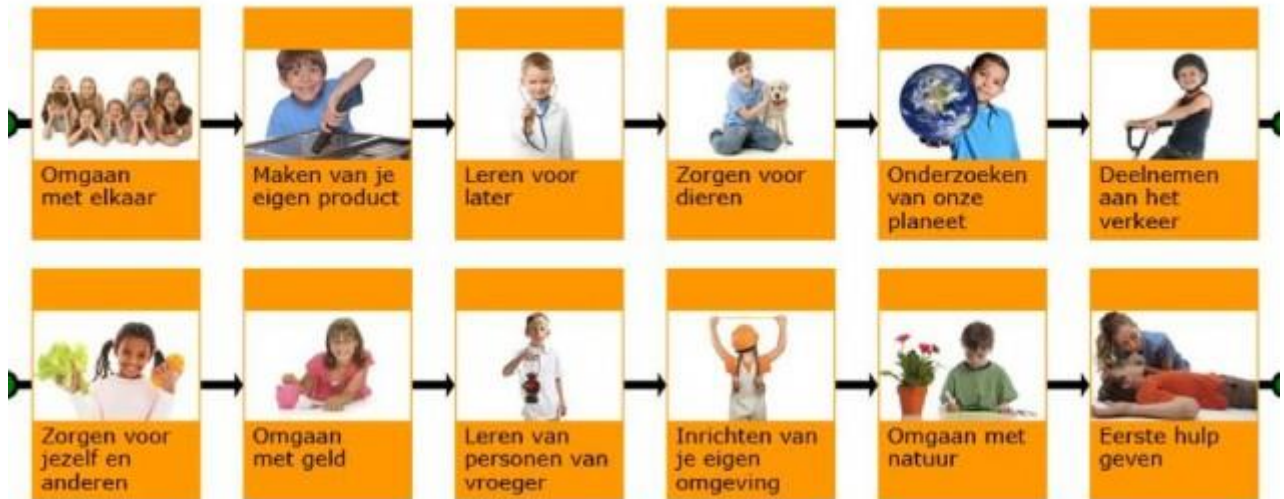 Omgaan
met elkaar
Maken van je
eigen product
Leren voor
later
Zorgen voor
dieren
Onderzoeken
van onze
planeet
Deelnemen
aan het
verkeer
Zorgen voor
jezelf en
anderen
Omgaan
met geld
Leren van
personen van
vroeger
Inrichten van
je eigen
omgeving
Omgaan met
natuur
Eerste hulp
geven